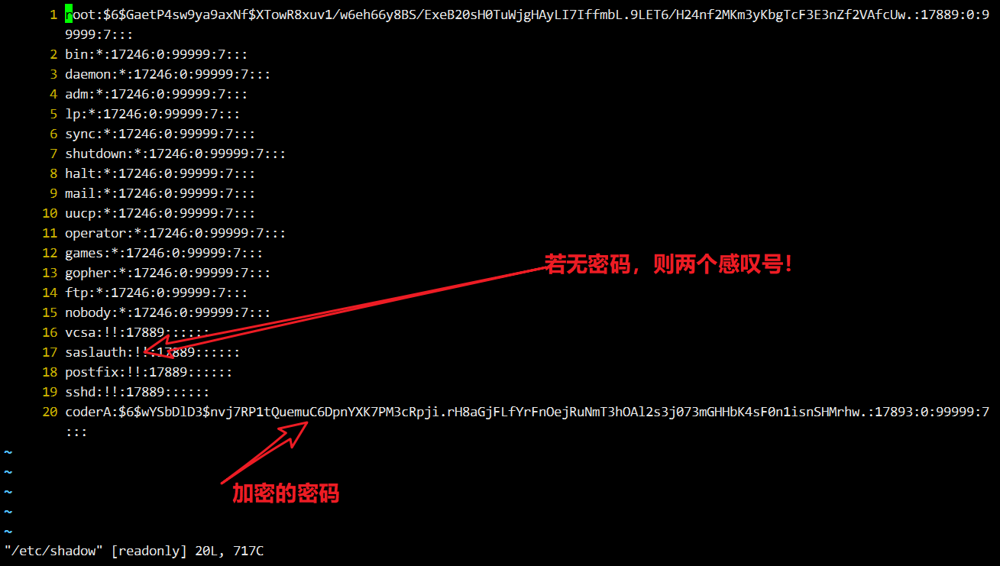 1 root:$6$GaetP4sw9ya9axNf$XTowR8xuv1/w6eh66y8BS/ExeB20sH0TuWjgHAyLI7IffmbL.9LET6/H24nf2MKm3yKbgTcF3E3nZf2VAfcUw.:17889:0:9
9999:7:::
2 bin:*:17246:0:99999:7:::
3 daemon:*:17246:0:99999:7:::
4 adm:*:17246:0:99999:7:::
5 lp:*:17246:0:99999:7:::
6 sync:*:17246:0:99999:7:::
7 shutdown:*:17246:0:99999:7:::
8 halt:*:17246:0:99999:7:::
9 mail:*:17246:0:99999:7:::
10 uucp:*:17246:0:99999:7:::
11 operator:*:17246:0:99999:7:::
12 games:*:17246:0:99999:7:::
若无密码，则两个感叹号！
13 gopher:*:17246:0:99999:7:::
14 ftp:*:17246:0:99999:7:::
15 nobody:*:17246:0:99999:7:::
16 vcsa:!!:17889::::::
17 saslauth:!!:17889::::::
18 postfix:!!:17889::::::
19 sshd:!!:17889::::::
20 coderA:$6$wYSbDlD3$nvj7RP1tQuemuC6DpnYXK7PM3cRpji.rH8aGjFLfYrFnOejRuNmT3hOAl2s3j073mGHHbK4sF0n1isnSHMrhw.:17893:0:99999:7
:::
~
~
加密的密码
~
~
~
"/etc/shadow" [readonly] 20L, 717C